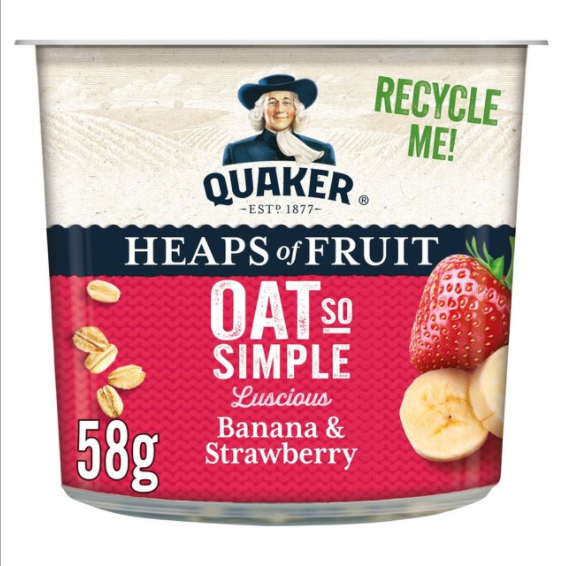 RECYCLE
ME!
QUAKER®
-ESTD 1877-
HEAPS of FRUIT
OAT SO
SIMPLE
Luscious
Banana &
Strawberry
58g